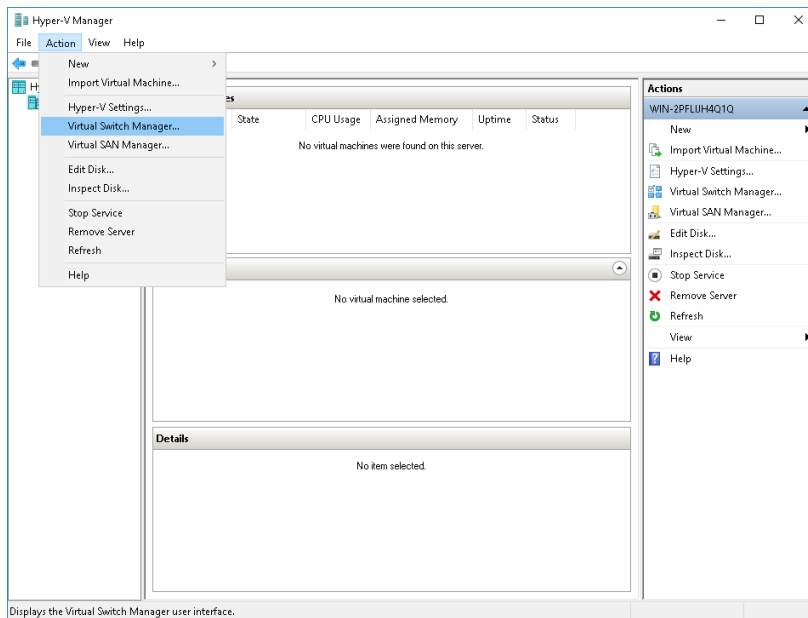 Hyper-V Manager
File Action View Help
New
Import Virtual Machine...
Hyper-V Settings...
Virtual Switch Manager...
Virtual SAN Manager...
Edit Disk...
Inspect Disk...
Stop Service
Remove Server
Refresh
Help
State CPU Usage Assigned Memory Uptime Status
No virtual machines were found on this server.
No virtual machine selected.
Details
No item selected.
Actions
WIN-2PFLIJH4Q1Q
New
Import Virtual Machine...
Hyper-V Settings...
Virtual Switch Manager...
Virtual SAN Manager...
Edit Disk...
Inspect Disk...
Stop Service
Remove Server
Refresh
View
Help
Displays the Virtual Switch Manager user interface.